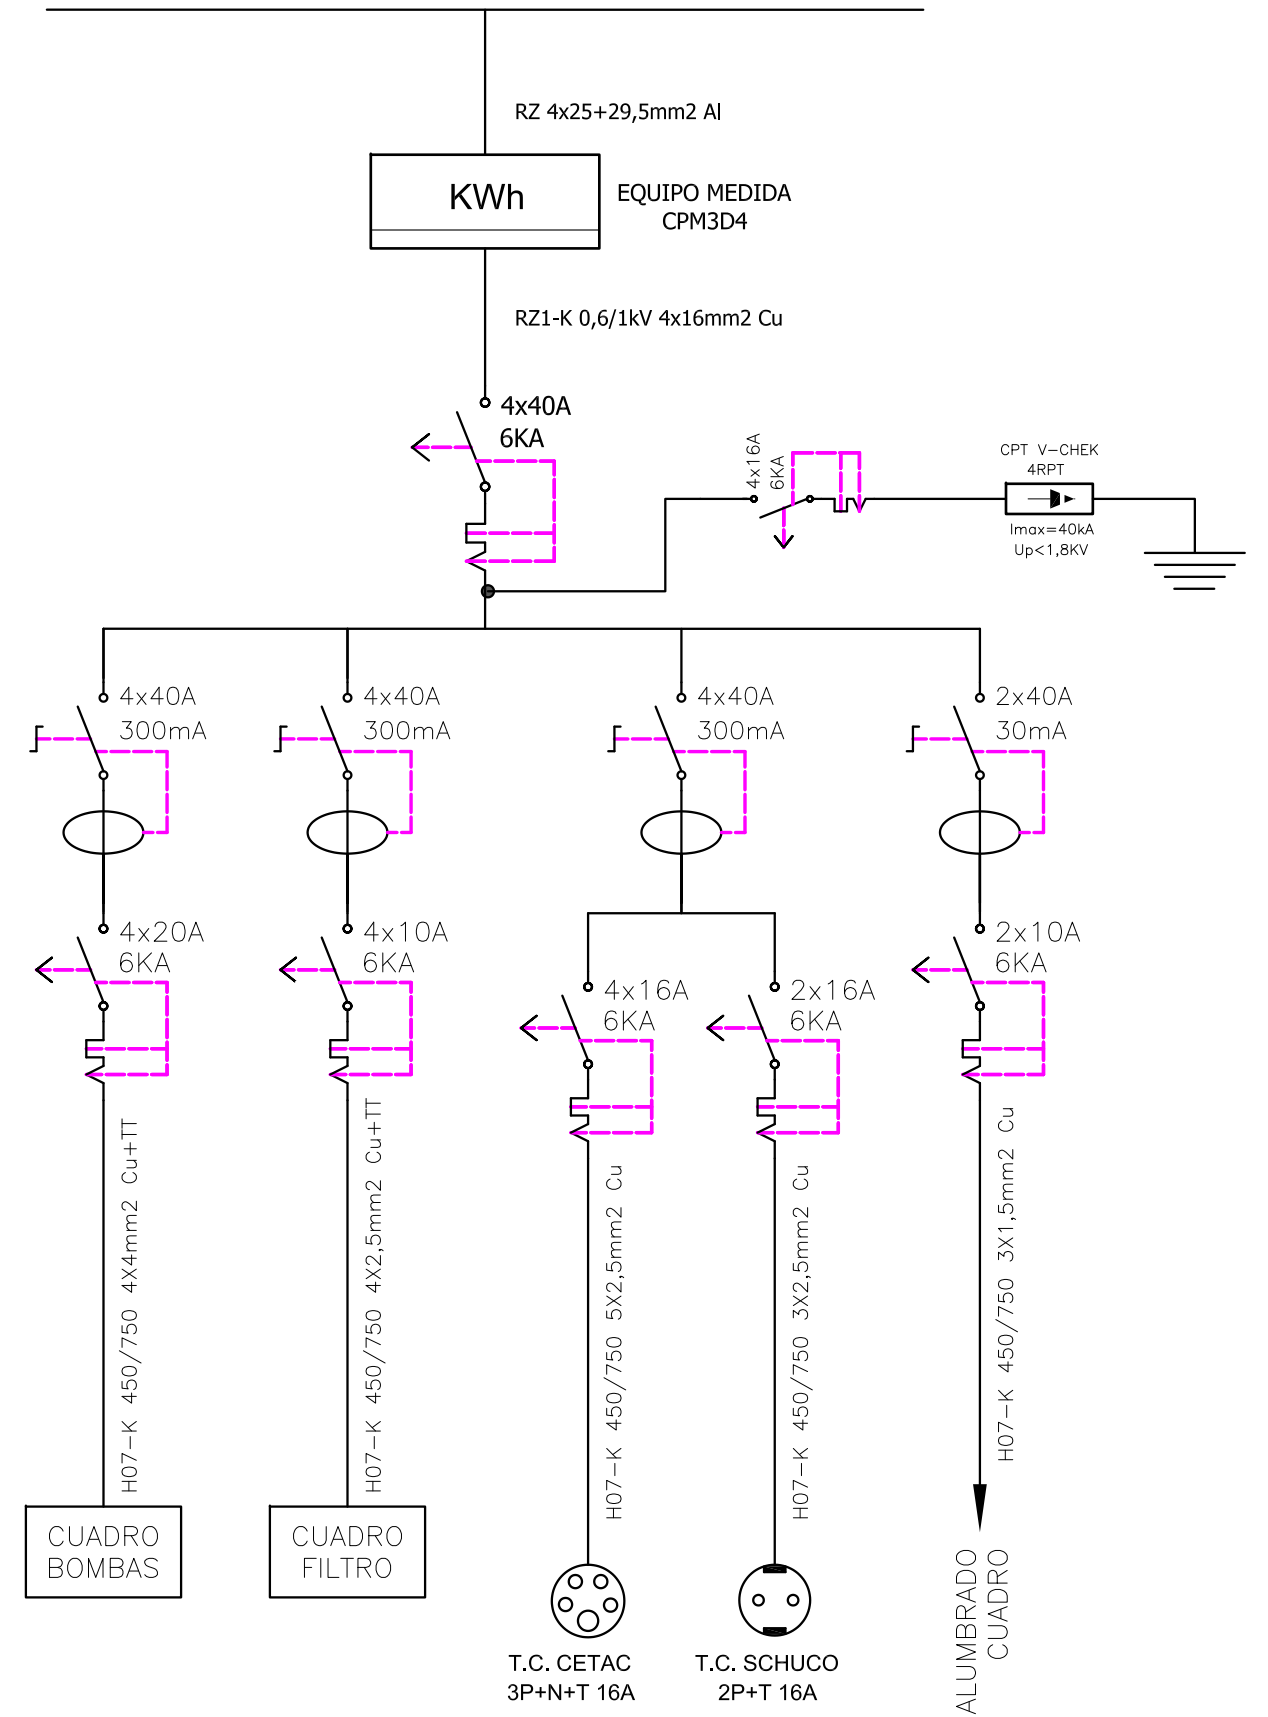 RZ 4x25+29,5mm2 Al
KWh
EQUIPO MEDIDA
CPM3D4
RZ1-K 0,6/1kV 4x16mm2 Cu
4x40A
6KA
4x16A
6KA
CPT V-CHEK
4RPT
Imax=40kA
Up<1,8KV
4x40A
300mA
4x40A
300mA
4x40A
300mA
2x40A
30mA
4x20A
6KA
4x10A
6KA
4x16A
6KA
2x16A
6KA
2x10A
6KA
H07-K 450/750 4X4mm2 Cu+TT
H07-K 450/750 4X2,5mm2 Cu+TT
H07-K 450/750 5X2,5mm2 Cu
H07-K 450/750 3X2,5mm2 Cu
H07-K 450/750 3X1,5mm2 Cu
CUADRO
BOMBAS
CUADRO
FILTRO
T.C. CETAC
3P+N+T 16A
T.C. SCHUCO
2P+T 16A
ALUMBRADO
CUADRO